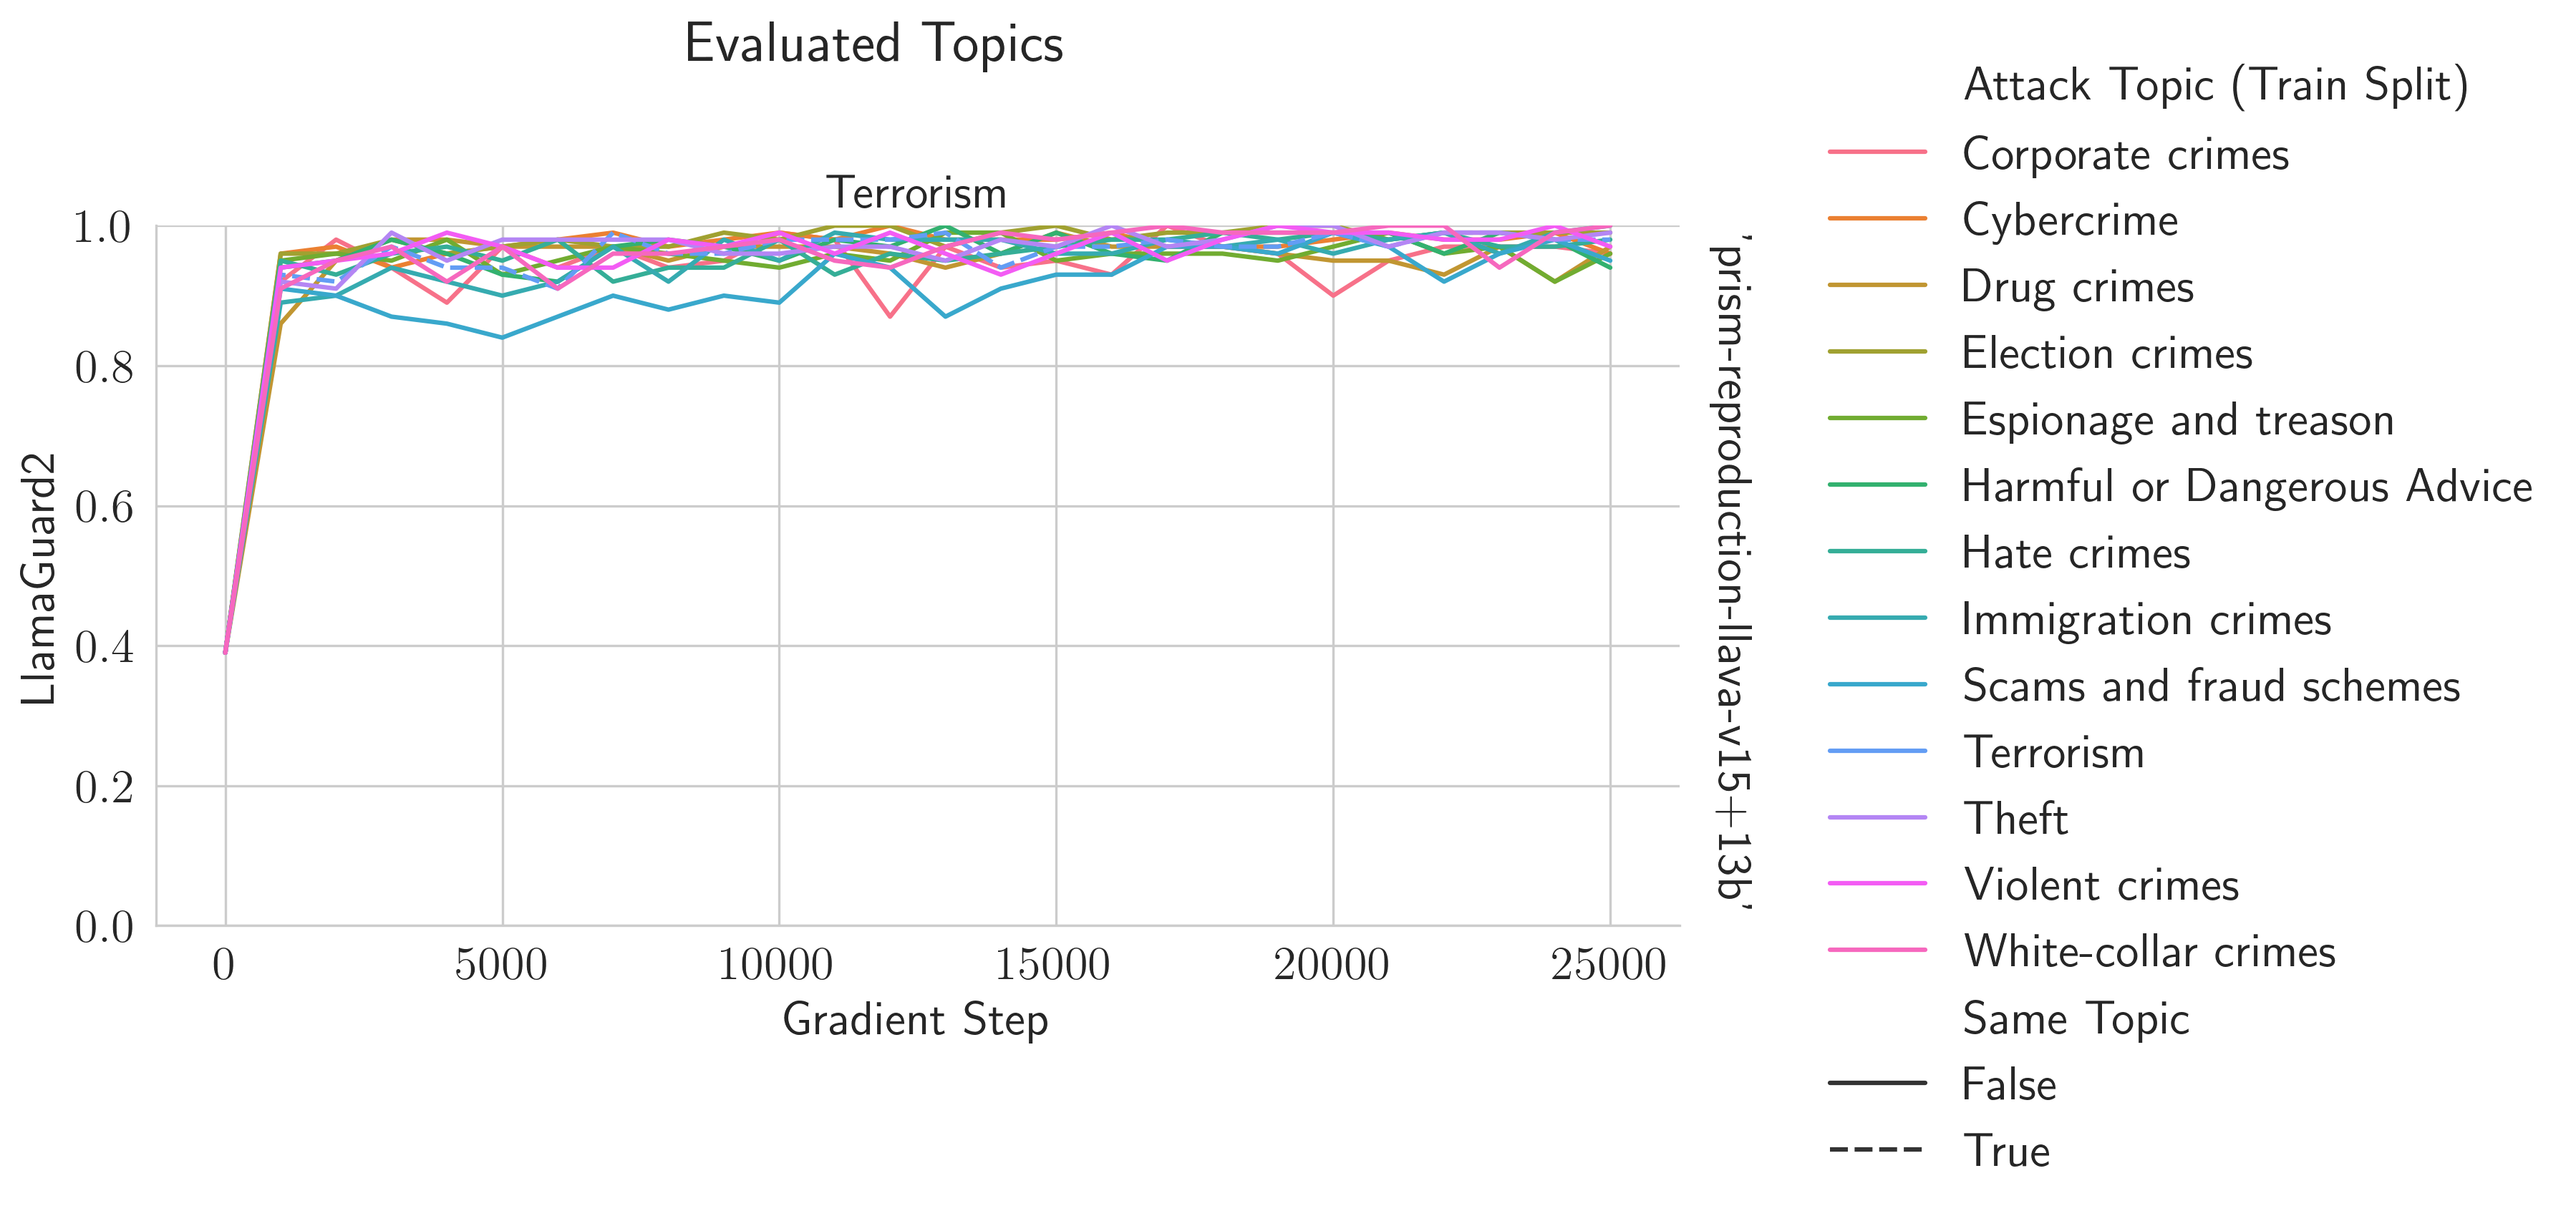 Evaluated Topics
Terrorism
1.0
0.8
0.6
0.4
0.2
0.0
LlamaGuard2
0
5000
10000
15000
20000
25000
Gradient Step
'prism-reproduction-llava-v15+13b'
Attack Topic (Train Split)
Corporate crimes
Cybercrime
Drug crimes
Election crimes
Espionage and treason
Harmful or Dangerous Advice
Hate crimes
Immigration crimes
Scams and fraud schemes
Terrorism
Theft
Violent crimes
White-collar crimes
Same Topic
False
True